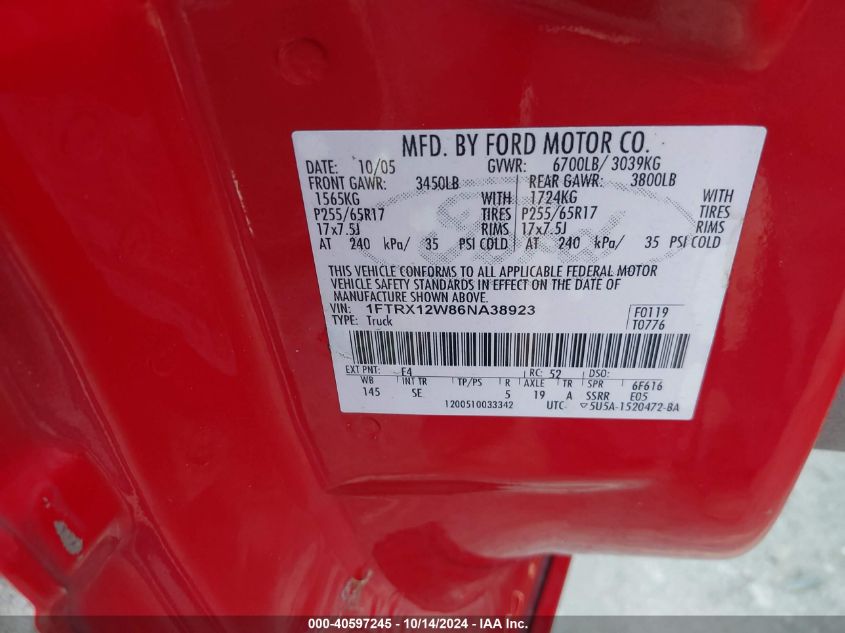 MFD. BY FORD MOTOR CO.
DATE: 10/05 GVWR: 6700LB/ 3039KG
FRONT GAWR: 3450LB REAR GAWR: 3800LB
1565KG WITH 1724KG WITH
P255/65R17 TIRES P255/65R17 TIRES
17x7.5J RIMS 17x7.5J RIMS
AT 240 kPa/ 35 PSI COLD AT 240 kPa/ 35 PSI COLD
THIS VEHICLE CONFORMS TO ALL APPLICABLE FEDERAL MOTOR
VEHICLE SAFETY STANDARDS IN EFFECT ON THE DATE OF
MANUFACTURE SHOWN ABOVE.
VIN: 1FTRX12W86NA38923 F0119
TYPE: Truck T0776
EXT PNT: F4 RC: 52 DSO:
WB INT TR TP/PS R AXLE TR SPR 6F616
145 SE 5 19 A SSRR E05
1200510033342 UTC ▽5U5A-1520472-BA
000-40597245 - 10/14/2024 - IAA Inc.